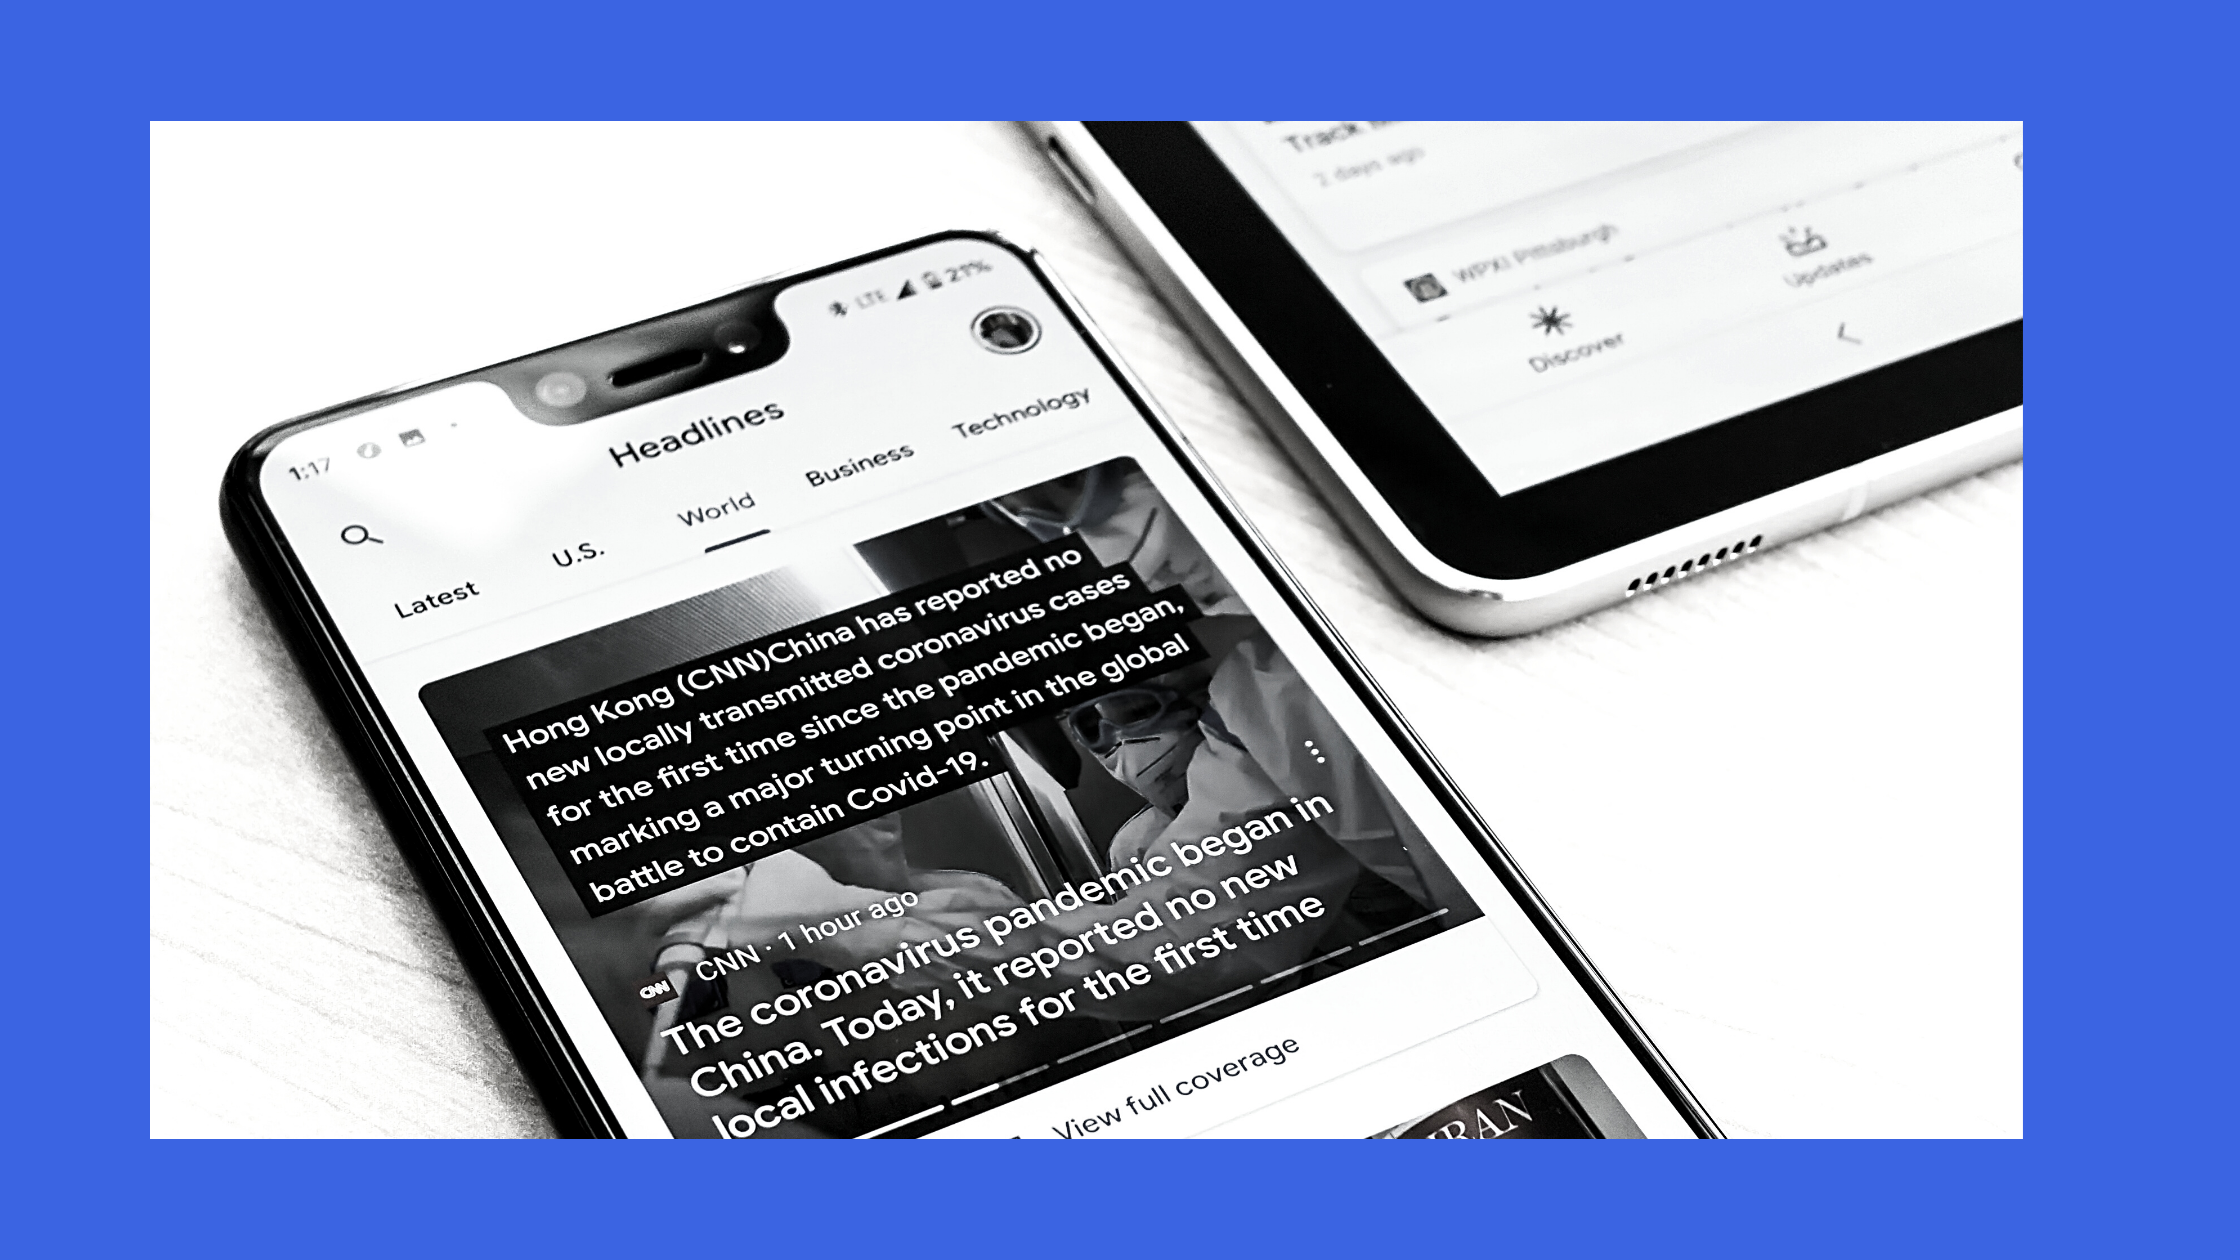 1:17
LTE 21%
Headlines
Latest
U.S.
World
Business
Technology
Hong Kong (CNN)China has reported no
new locally transmitted coronavirus cases
for the first time since the pandemic began,
marking a major turning point in the global
battle to contain Covid-19.
CNN
CNN · 1 hour ago
The coronavirus pandemic began in
China. Today, it reported no new
local infections for the first time
View full coverage
Track
2 days ago
WPXI Pittsburgh
Discover
Updates